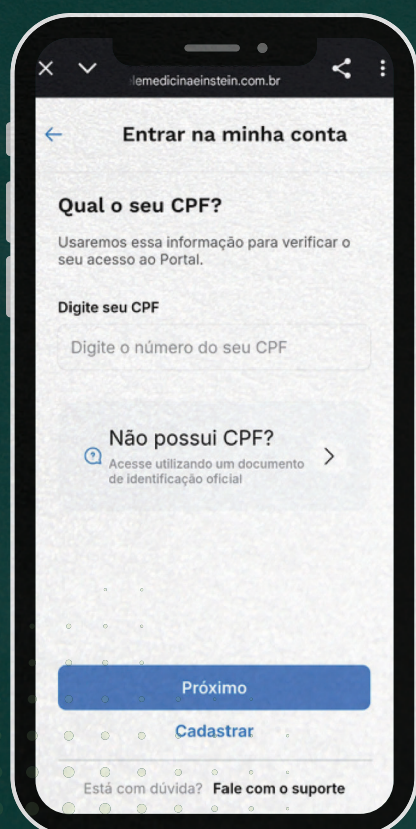 lemedicinaeinstein.com.br
Entrar na minha conta
Qual o seu CPF?
Usaremos essa informação para verificar o
seu acesso ao Portal.
Digite seu CPF
Digite o número do seu CPF
Não possui CPF?
Acesse utilizando um documento
de identificação oficial
Próximo
Cadastrar
Está com dúvida? Fale com o suporte